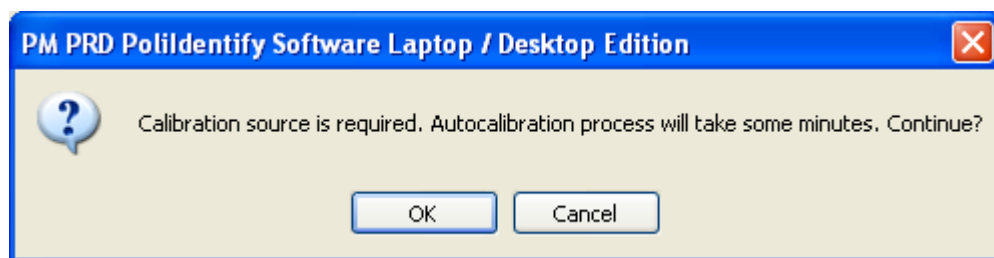 PM PRD PoliIdentify Software Laptop / Desktop Edition
Calibration source is required. Autocalibration process will take some minutes. Continue?
OK
Cancel